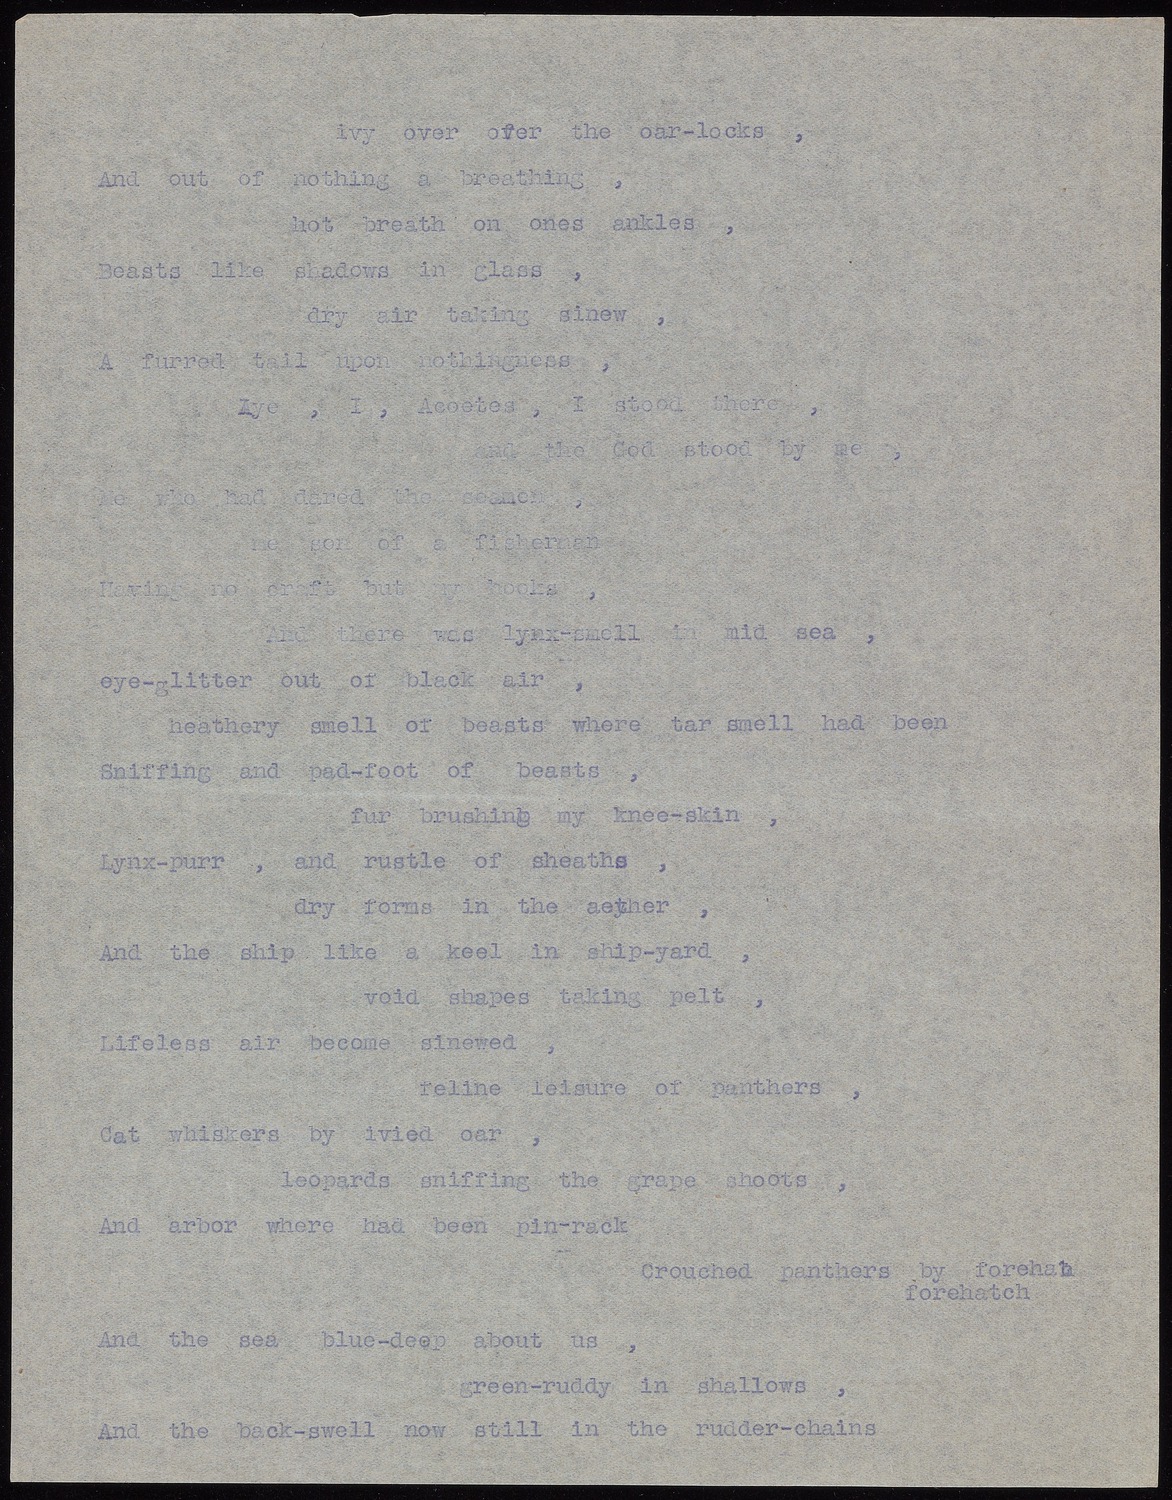 ivy over ofer the oar-locks ,
And out of nothing a breathing ,
hot breath on ones ankles ,
Beasts like shadows in glass ,
dry air taking sinew ,
A furred tail upon nothingness ,
Aye , I , Acoetes , I stood there ,
and the God stood by me ,
Me who had dared the seamen ,
me son of a fisherman
Having no craft but my hooks ,
And there was lynx-smell in mid sea ,
eye-glitter out of black air ,
heathery smell of beasts where tar smell had been
Sniffing and pad-foot of beasts ,
fur brushing my knee-skin ,
Lynx-purr , and rustle of sheaths ,
dry forms in the aether ,
And the ship like a keel in ship-yard ,
void shapes taking pelt ,
Lifeless air become sinewed ,
feline leisure of panthers ,
Cat whiskers by ivied oar ,
leopards sniffing the grape shoots ,
And arbor where had been pin-rack
Crouched panthers by forehah
forehatch
And the sea blue-deep about us ,
green-ruddy in shallows ,
And the back-swell now still in the rudder-chains